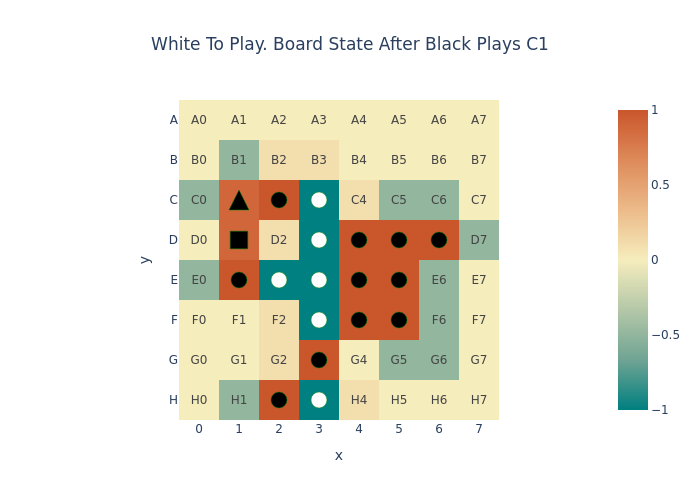 White To Play. Board State After Black Plays C1
A A0 A1 A2 A3 A4 A5 A6 A7
B B0 B1 B2 B3 B4 B5 B6 B7
C C0 C4 C5 C6 C7
D D0 D2 D7
E E0 E6 E7
F F0 F1 F2 F6 F7
G G0 G1 G2 G4 G5 G6 G7
H H0 H1 H4 H5 H6 H7
0 1 2 3 4 5 6 7
x
y
1
0.5
0
−0.5
−1